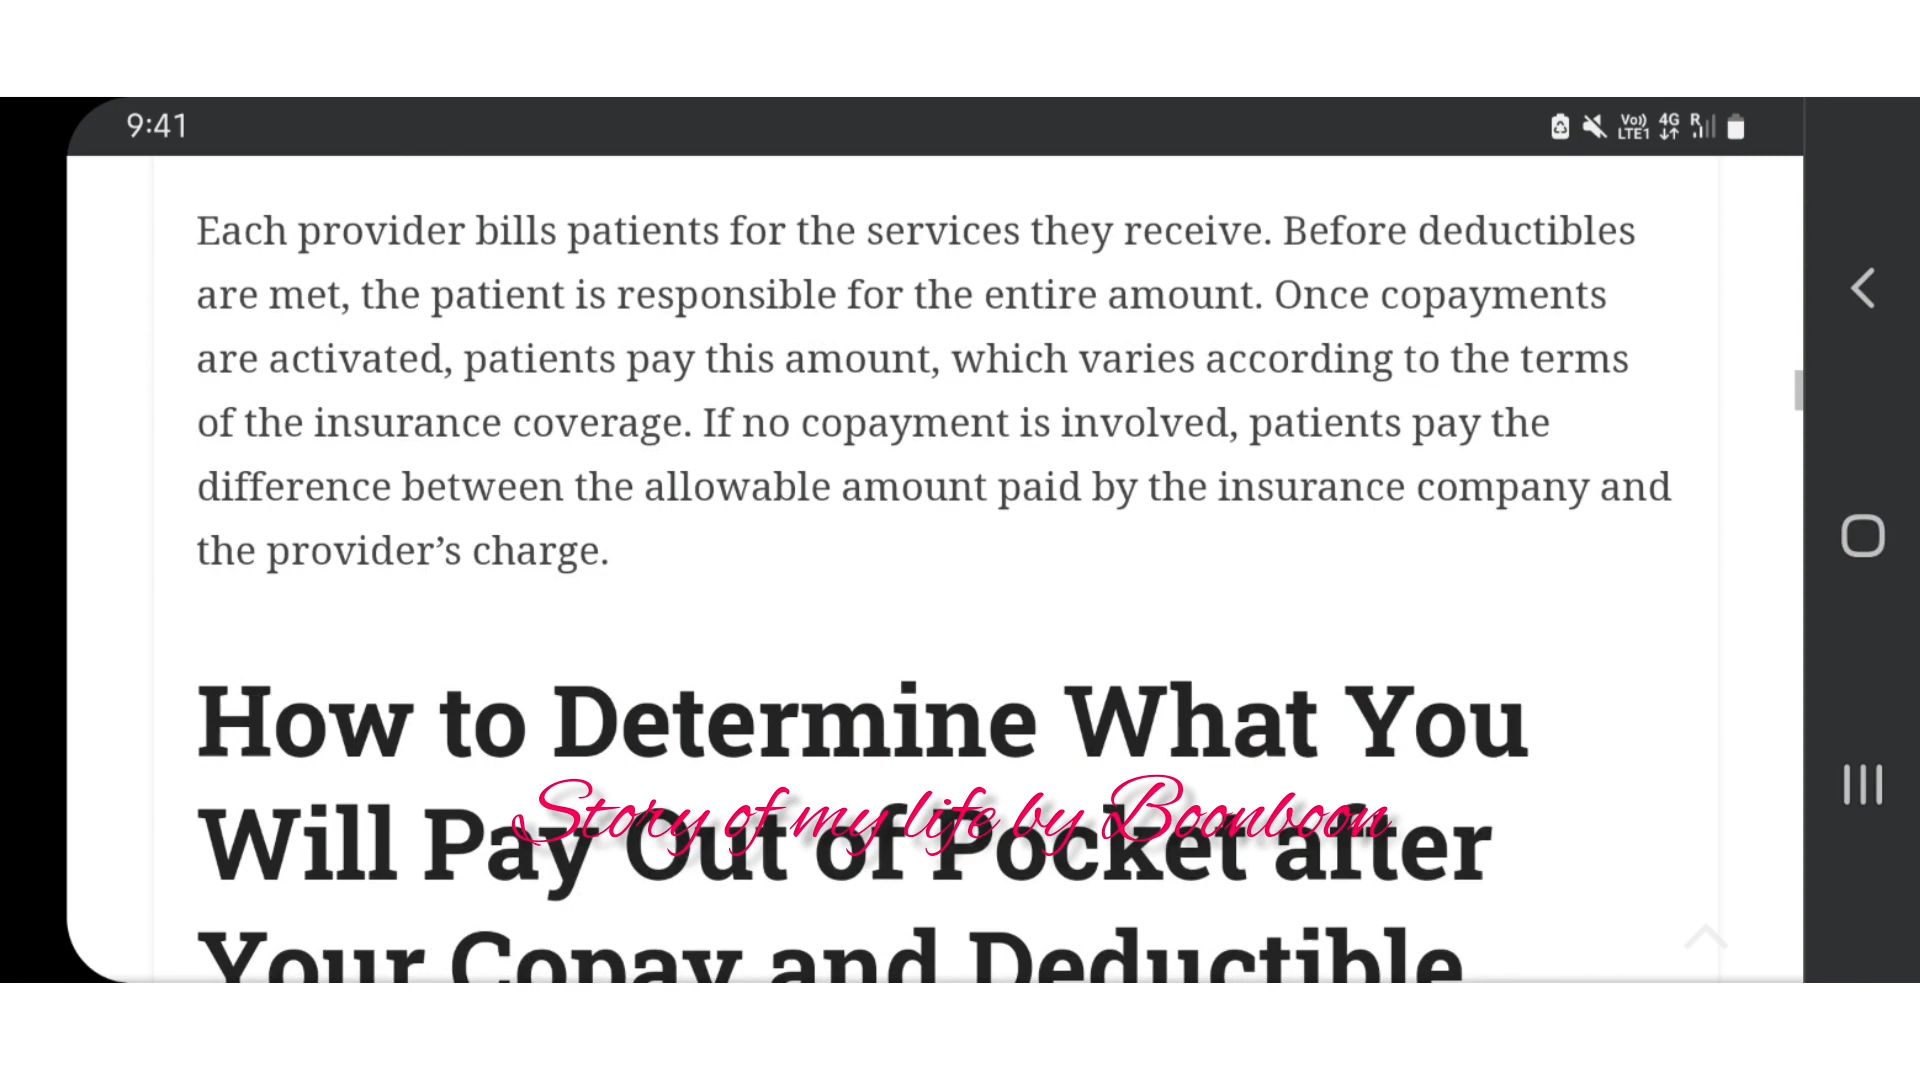 9:41
Vo)) LTE1 4G R
Each provider bills patients for the services they receive. Before deductibles
are met, the patient is responsible for the entire amount. Once copayments
are activated, patients pay this amount, which varies according to the terms
of the insurance coverage. If no copayment is involved, patients pay the
difference between the allowable amount paid by the insurance company and
the provider’s charge.
How to Determine What You
Story of my life by Boonboon
Will Pay Out of Pocket after
Your Copay and Deductible